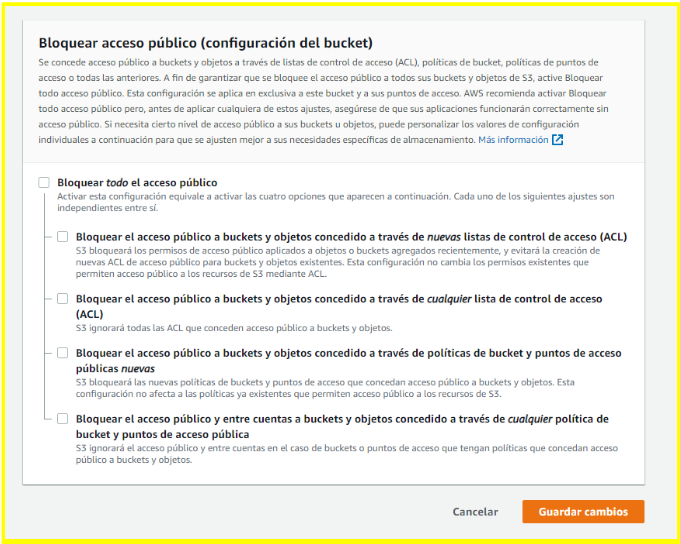 Bloquear acceso público (configuración del bucket)
Se concede acceso público a buckets y objetos a través de listas de control de acceso (ACL), políticas de bucket, políticas de puntos de
acceso o todas las anteriores. A fin de garantizar que se bloquee el acceso público a todos sus buckets y objetos de S3, active Bloquear
todo acceso público. Esta configuración se aplica en exclusiva a este bucket y a sus puntos de acceso. AWS recomienda activar Bloquear
todo acceso público pero, antes de aplicar cualquiera de estos ajustes, asegúrese de que sus aplicaciones funcionarán correctamente sin
acceso público. Si necesita cierto nivel de acceso público a sus buckets u objetos, puede personalizar los valores de configuración
individuales a continuación para que se ajusten mejor a sus necesidades específicas de almacenamiento. Más información
Bloquear todo el acceso público
Activar esta configuración equivale a activar las cuatro opciones que aparecen a continuación. Cada uno de los siguientes ajustes son
independientes entre sí.
Bloquear el acceso público a buckets y objetos concedido a través de nuevas listas de control de acceso (ACL)
S3 bloqueará los permisos de acceso público aplicados a objetos o buckets agregados recientemente, y evitará la creación de
nuevas ACL de acceso público para buckets y objetos existentes. Esta configuración no cambia los permisos existentes que
permiten acceso público a los recursos de S3 mediante ACL.
Bloquear el acceso público a buckets y objetos concedido a través de cualquier lista de control de acceso
(ACL)
S3 ignorará todas las ACL que conceden acceso público a buckets y objetos.
Bloquear el acceso público a buckets y objetos concedido a través de políticas de bucket y puntos de acceso
públicas nuevas
S3 bloqueará las nuevas políticas de buckets y puntos de acceso que concedan acceso público a buckets y objetos. Esta
configuración no afecta a las políticas ya existentes que permiten acceso público a los recursos de S3.
Bloquear el acceso público y entre cuentas a buckets y objetos concedido a través de cualquier política de
bucket y puntos de acceso pública
S3 ignorará el acceso público y entre cuentas en el caso de buckets o puntos de acceso que tengan políticas que concedan acceso
público a buckets y objetos.
Cancelar
Guardar cambios